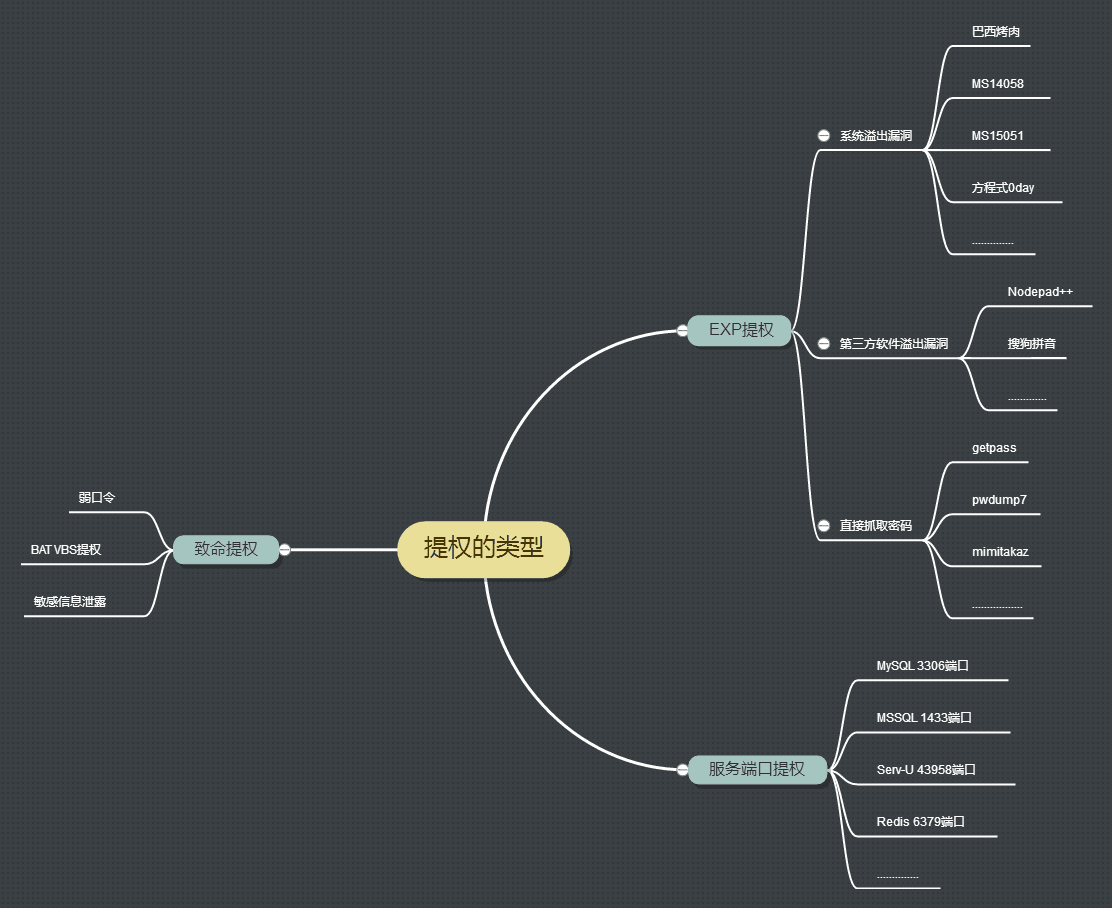 提权的类型
EXP提权
系统溢出漏洞
巴西烤肉
MS14058
MS15051
方程式0day
..............
第三方软件溢出漏洞
Nodepad++
搜狗拼音
.............
直接抓取密码
getpass
pwdump7
mimitakaz
.................
服务端口提权
MySQL 3306端口
MSSQL 1433端口
Serv-U 43958端口
Redis 6379端口
..............
致命提权
弱口令
BAT VBS提权
敏感信息泄露